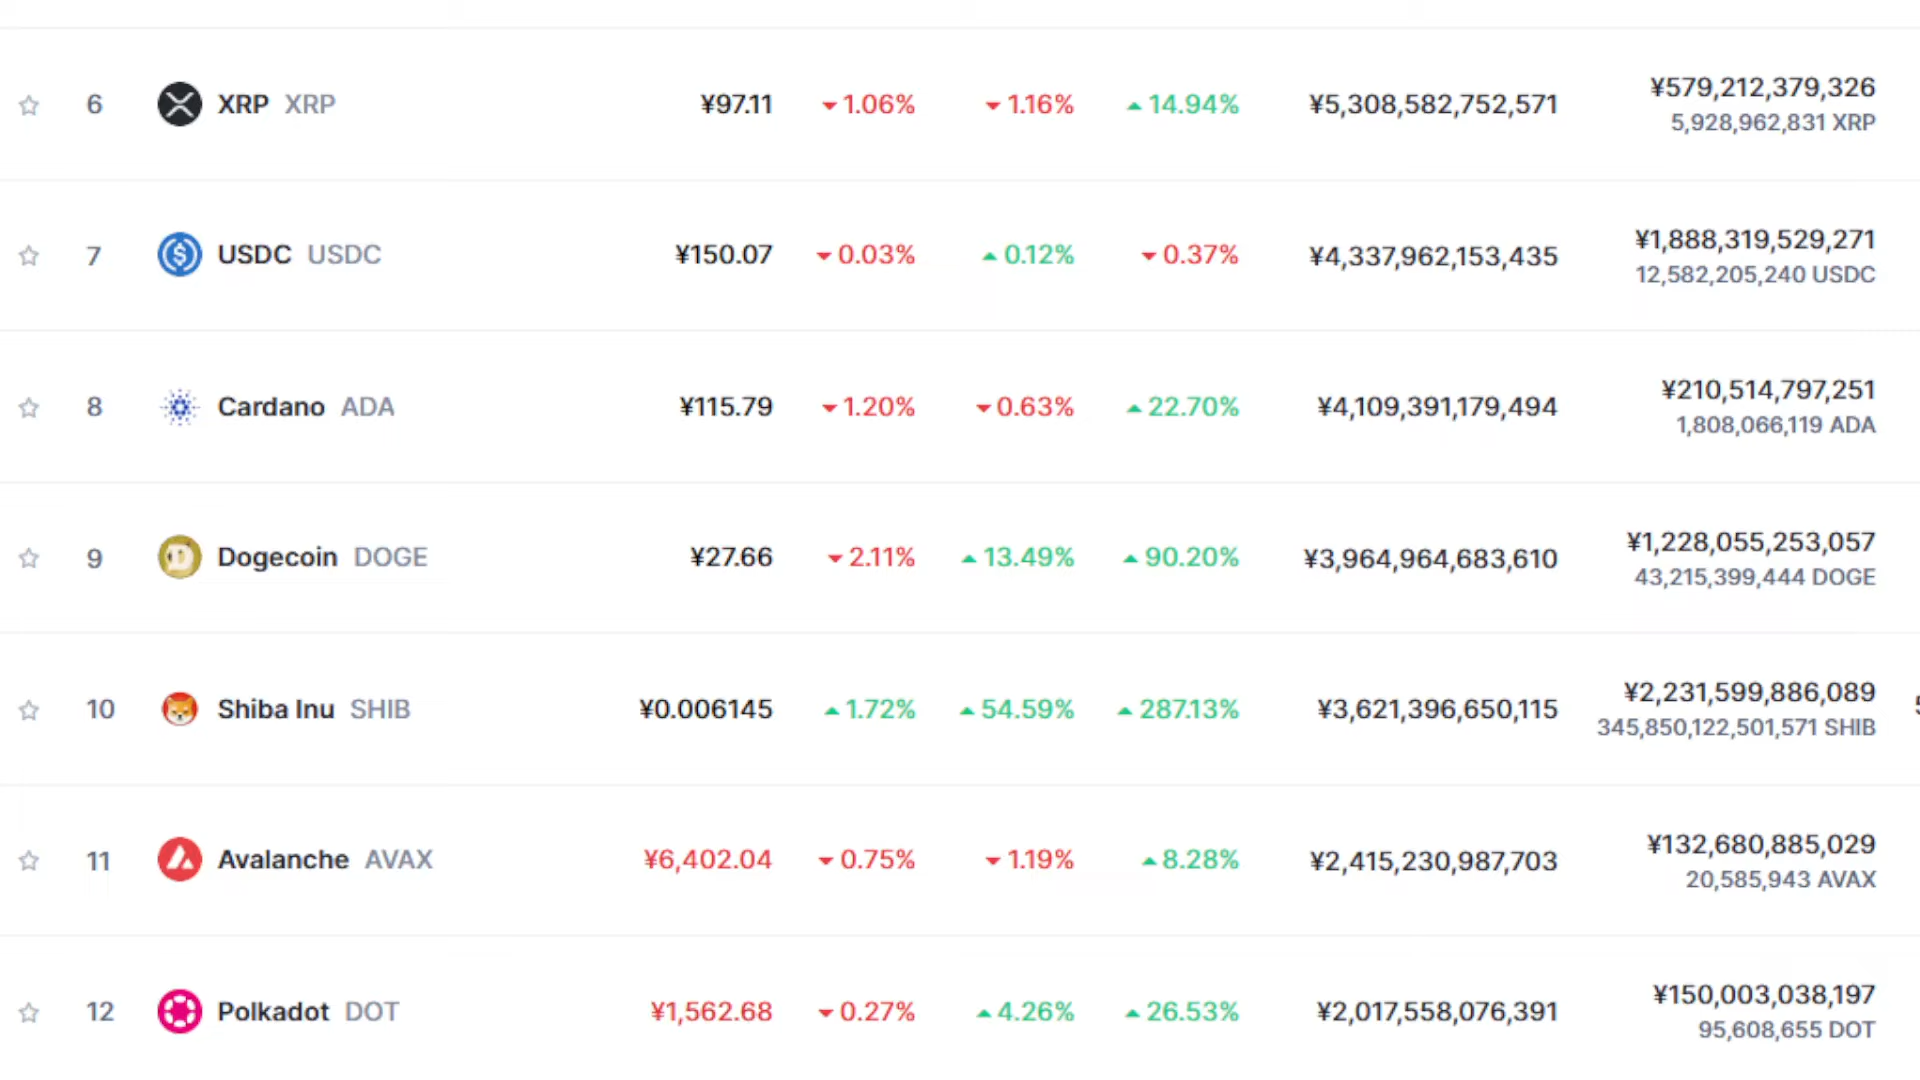 6 XRP XRP ¥97.11 1.06% 1.16% 14.94% ¥5,308,582,752,571 ¥579,212,379,326
5,928,962,831 XRP
7 USDC USDC ¥150.07 0.03% 0.12% 0.37% ¥4,337,962,153,435 ¥1,888,319,529,271
12,582,205,240 USDC
8 Cardano ADA ¥115.79 1.20% 0.63% 22.70% ¥4,109,391,179,494 ¥210,514,797,251
1,808,066,119 ADA
9 Dogecoin DOGE ¥27.66 2.11% 13.49% 90.20% ¥3,964,964,683,610 ¥1,228,055,253,057
43,215,399,444 DOGE
10 Shiba Inu SHIB ¥0.006145 1.72% 54.59% 287.13% ¥3,621,396,650,115 ¥2,231,599,886,089
345,850,122,501,571 SHIB
11 Avalanche AVAX ¥6,402.04 0.75% 1.19% 8.28% ¥2,415,230,987,703 ¥132,680,885,029
20,585,943 AVAX
12 Polkadot DOT ¥1,562.68 0.27% 4.26% 26.53% ¥2,017,558,076,391 ¥150,003,038,197
95,608,655 DOT